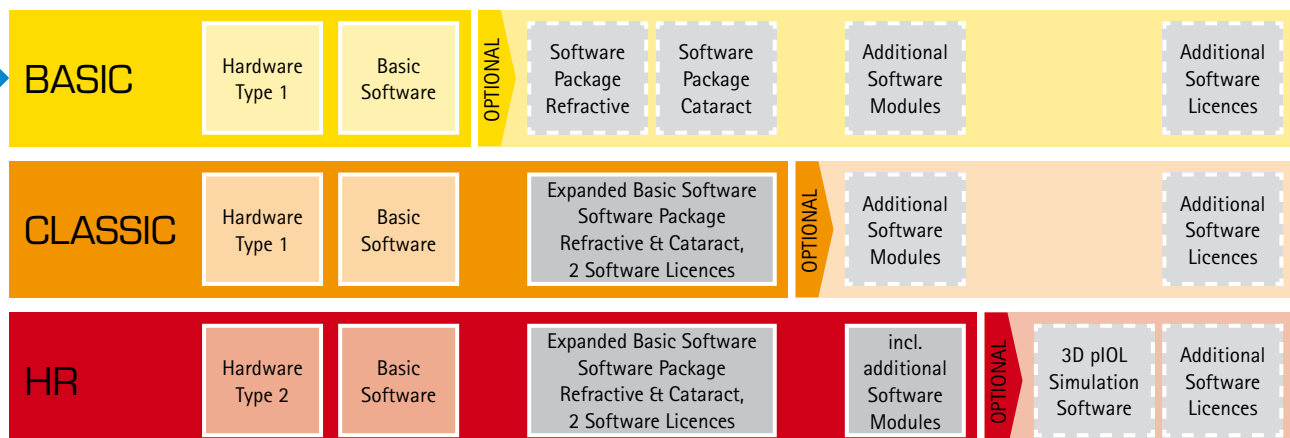 BASIC
Hardware
Type 1
Basic
Software
OPTIONAL
Software
Package
Refractive
Software
Package
Cataract
Additional
Software
Modules
Additional
Software
Licences
CLASSIC
Hardware
Type 1
Basic
Software
Expanded Basic Software
Software Package
Refractive & Cataract,
2 Software Licences
OPTIONAL
Additional
Software
Modules
Additional
Software
Licences
HR
Hardware
Type 2
Basic
Software
Expanded Basic Software
Software Package
Refractive & Cataract,
2 Software Licences
incl.
additional
Software
Modules
OPTIONAL
3D pIOL
Simulation
Software
Additional
Software
Licences